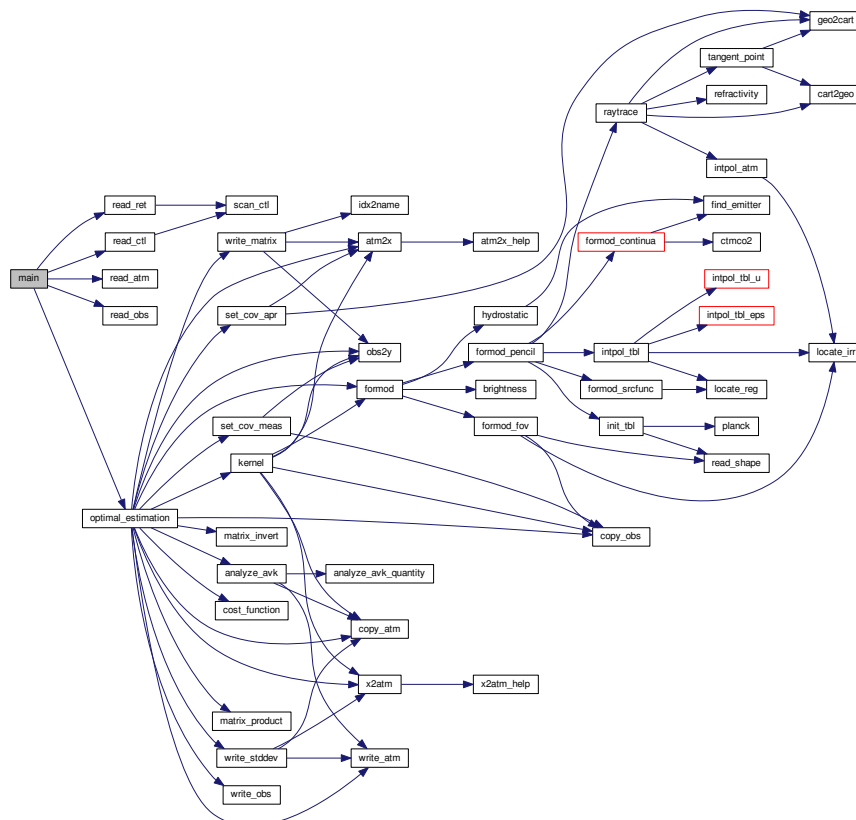 geo2cart
tangent_point
refractivity
cart2geo
raytrace
intpol_atm
read_ret
scan_ctl
idx2name
find_emitter
read_ctl
write_matrix
atm2x
atm2x_help
formod_continua
ctmco2
main
read_atm
intpol_tbl_u
read_obs
set_cov_apr
hydrostatic
intpol_tbl_eps
obs2y
formod_pencil
intpol_tbl
formod
brightness
formod_srcfunc
locate_reg
set_cov_meas
formod_fov
init_tbl
planck
kernel
read_shape
optimal_estimation
matrix_invert
copy_obs
analyze_avk
analyze_avk_quantity
cost_function
copy_atm
x2atm
x2atm_help
matrix_product
write_stddev
write_atm
write_obs